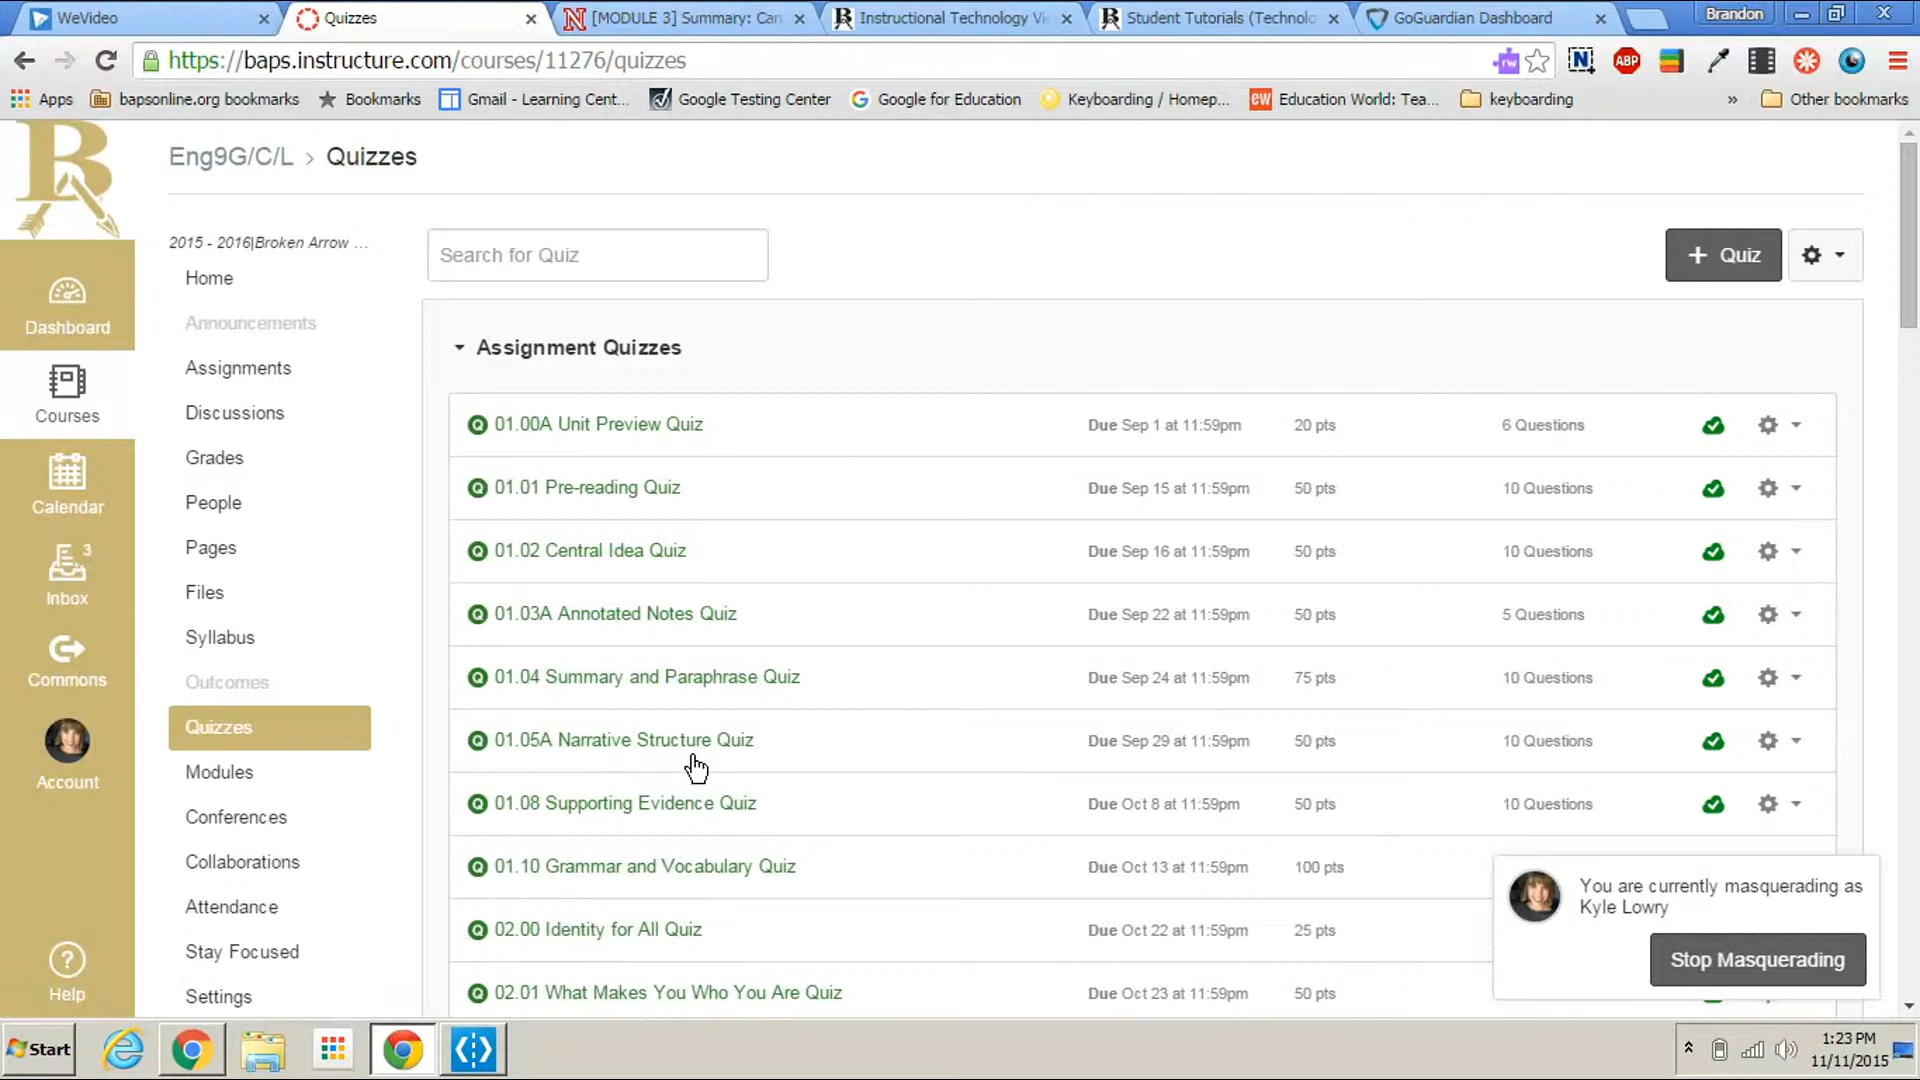 WeVideo
Quizzes
[MODULE 3] Summary: Can
Instructional Technology Vi
Student Tutorials (Technolo
GoGuardian Dashboard
Brandon
https://baps.instructure.com/courses/11276/quizzes
rw
N
ABP
Apps
bapsonline.org bookmarks
Bookmarks
Gmail - Learning Cent...
Google Testing Center
Google for Education
Keyboarding / Homep...
Education World: Tea...
keyboarding
»
Other bookmarks
Eng9G/C/L › Quizzes
2015 - 2016|Broken Arrow ...
Search for Quiz
+ Quiz
Home
Announcements
Assignments
Discussions
Grades
People
Pages
Files
Syllabus
Outcomes
Quizzes
Modules
Conferences
Collaborations
Attendance
Stay Focused
Settings
Dashboard
Courses
Calendar
3
Inbox
Commons
Account
Help
Assignment Quizzes
01.00A Unit Preview Quiz Due Sep 1 at 11:59pm 20 pts 6 Questions
01.01 Pre-reading Quiz Due Sep 15 at 11:59pm 50 pts 10 Questions
01.02 Central Idea Quiz Due Sep 16 at 11:59pm 50 pts 10 Questions
01.03A Annotated Notes Quiz Due Sep 22 at 11:59pm 50 pts 5 Questions
01.04 Summary and Paraphrase Quiz Due Sep 24 at 11:59pm 75 pts 10 Questions
01.05A Narrative Structure Quiz Due Sep 29 at 11:59pm 50 pts 10 Questions
01.08 Supporting Evidence Quiz Due Oct 8 at 11:59pm 50 pts 10 Questions
01.10 Grammar and Vocabulary Quiz Due Oct 13 at 11:59pm 100 pts
02.00 Identity for All Quiz Due Oct 22 at 11:59pm 25 pts
02.01 What Makes You Who You Are Quiz Due Oct 23 at 11:59pm 50 pts
You are currently masquerading as
Kyle Lowry
Stop Masquerading
Start
1:23 PM
11/11/2015